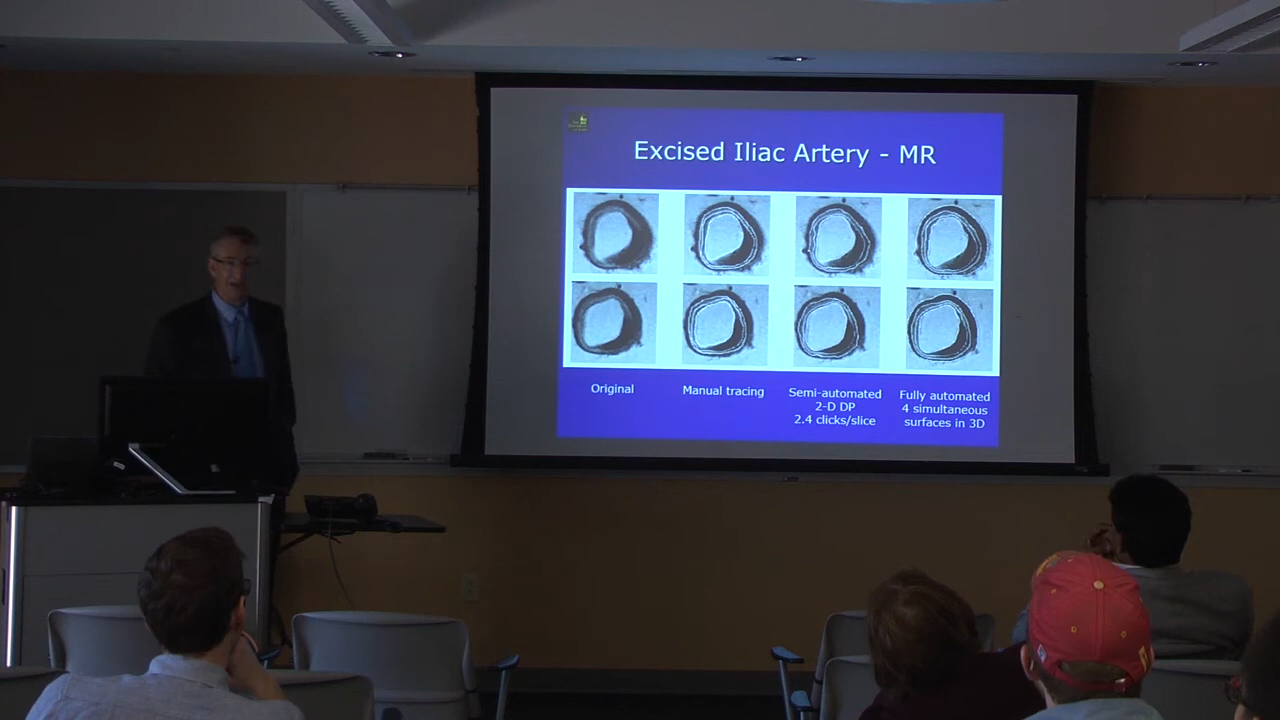 Excised Iliac Artery - MR
Original
Manual tracing
Semi-automated
2-D DP
2.4 clicks/slice
Fully automated
4 simultaneous
surfaces in 3D